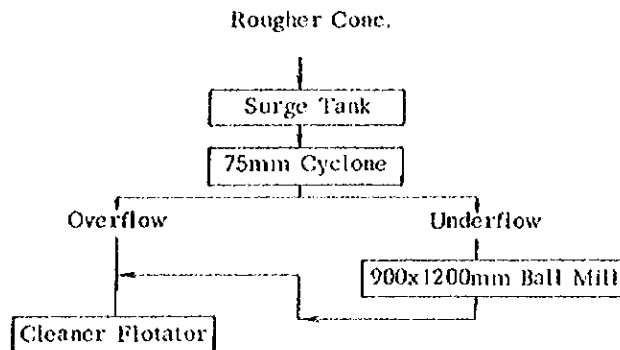 Rougher Conc.
Surge Tank
75mm Cyclone
Overflow
Underflow
900x1200mm Ball Mill
Cleaner Flotator